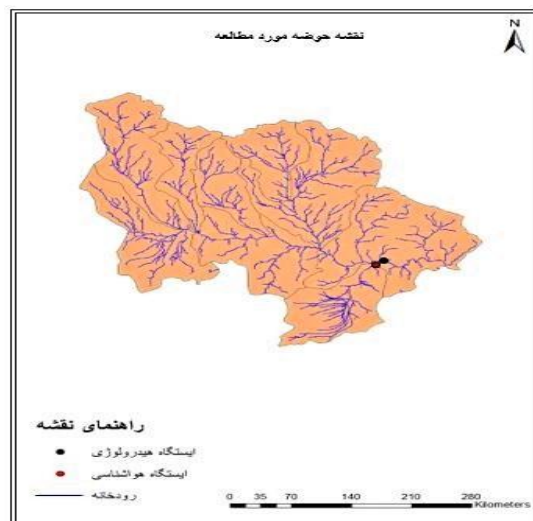 نقشه حوضه مورد مطالعه
N
راهنمای نقشه
ایستگاه هیدرولوژی
ایستگاه هواشناسی
رودخانه
0 35 70 140 210 280
Kilometers